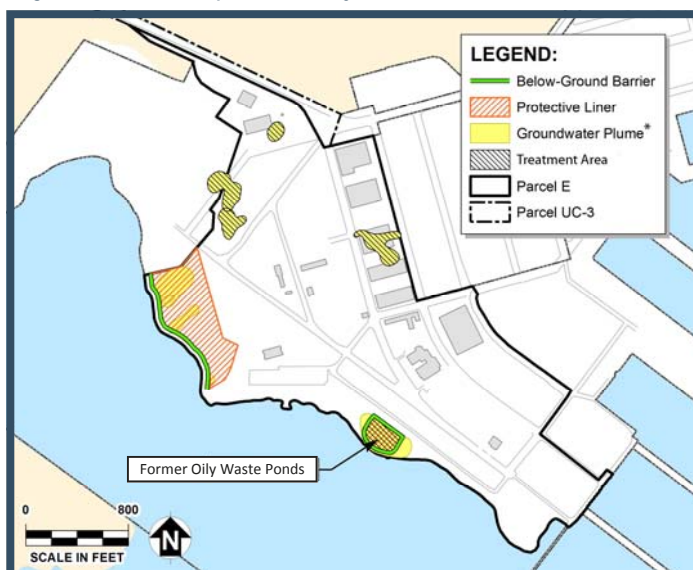 LEGEND:
Below-Ground Barrier
Protective Liner
Groundwater Plume*
Treatment Area
Parcel E
Parcel UC-3
Former Oily Waste Ponds
0 800
SCALE IN FEET
N